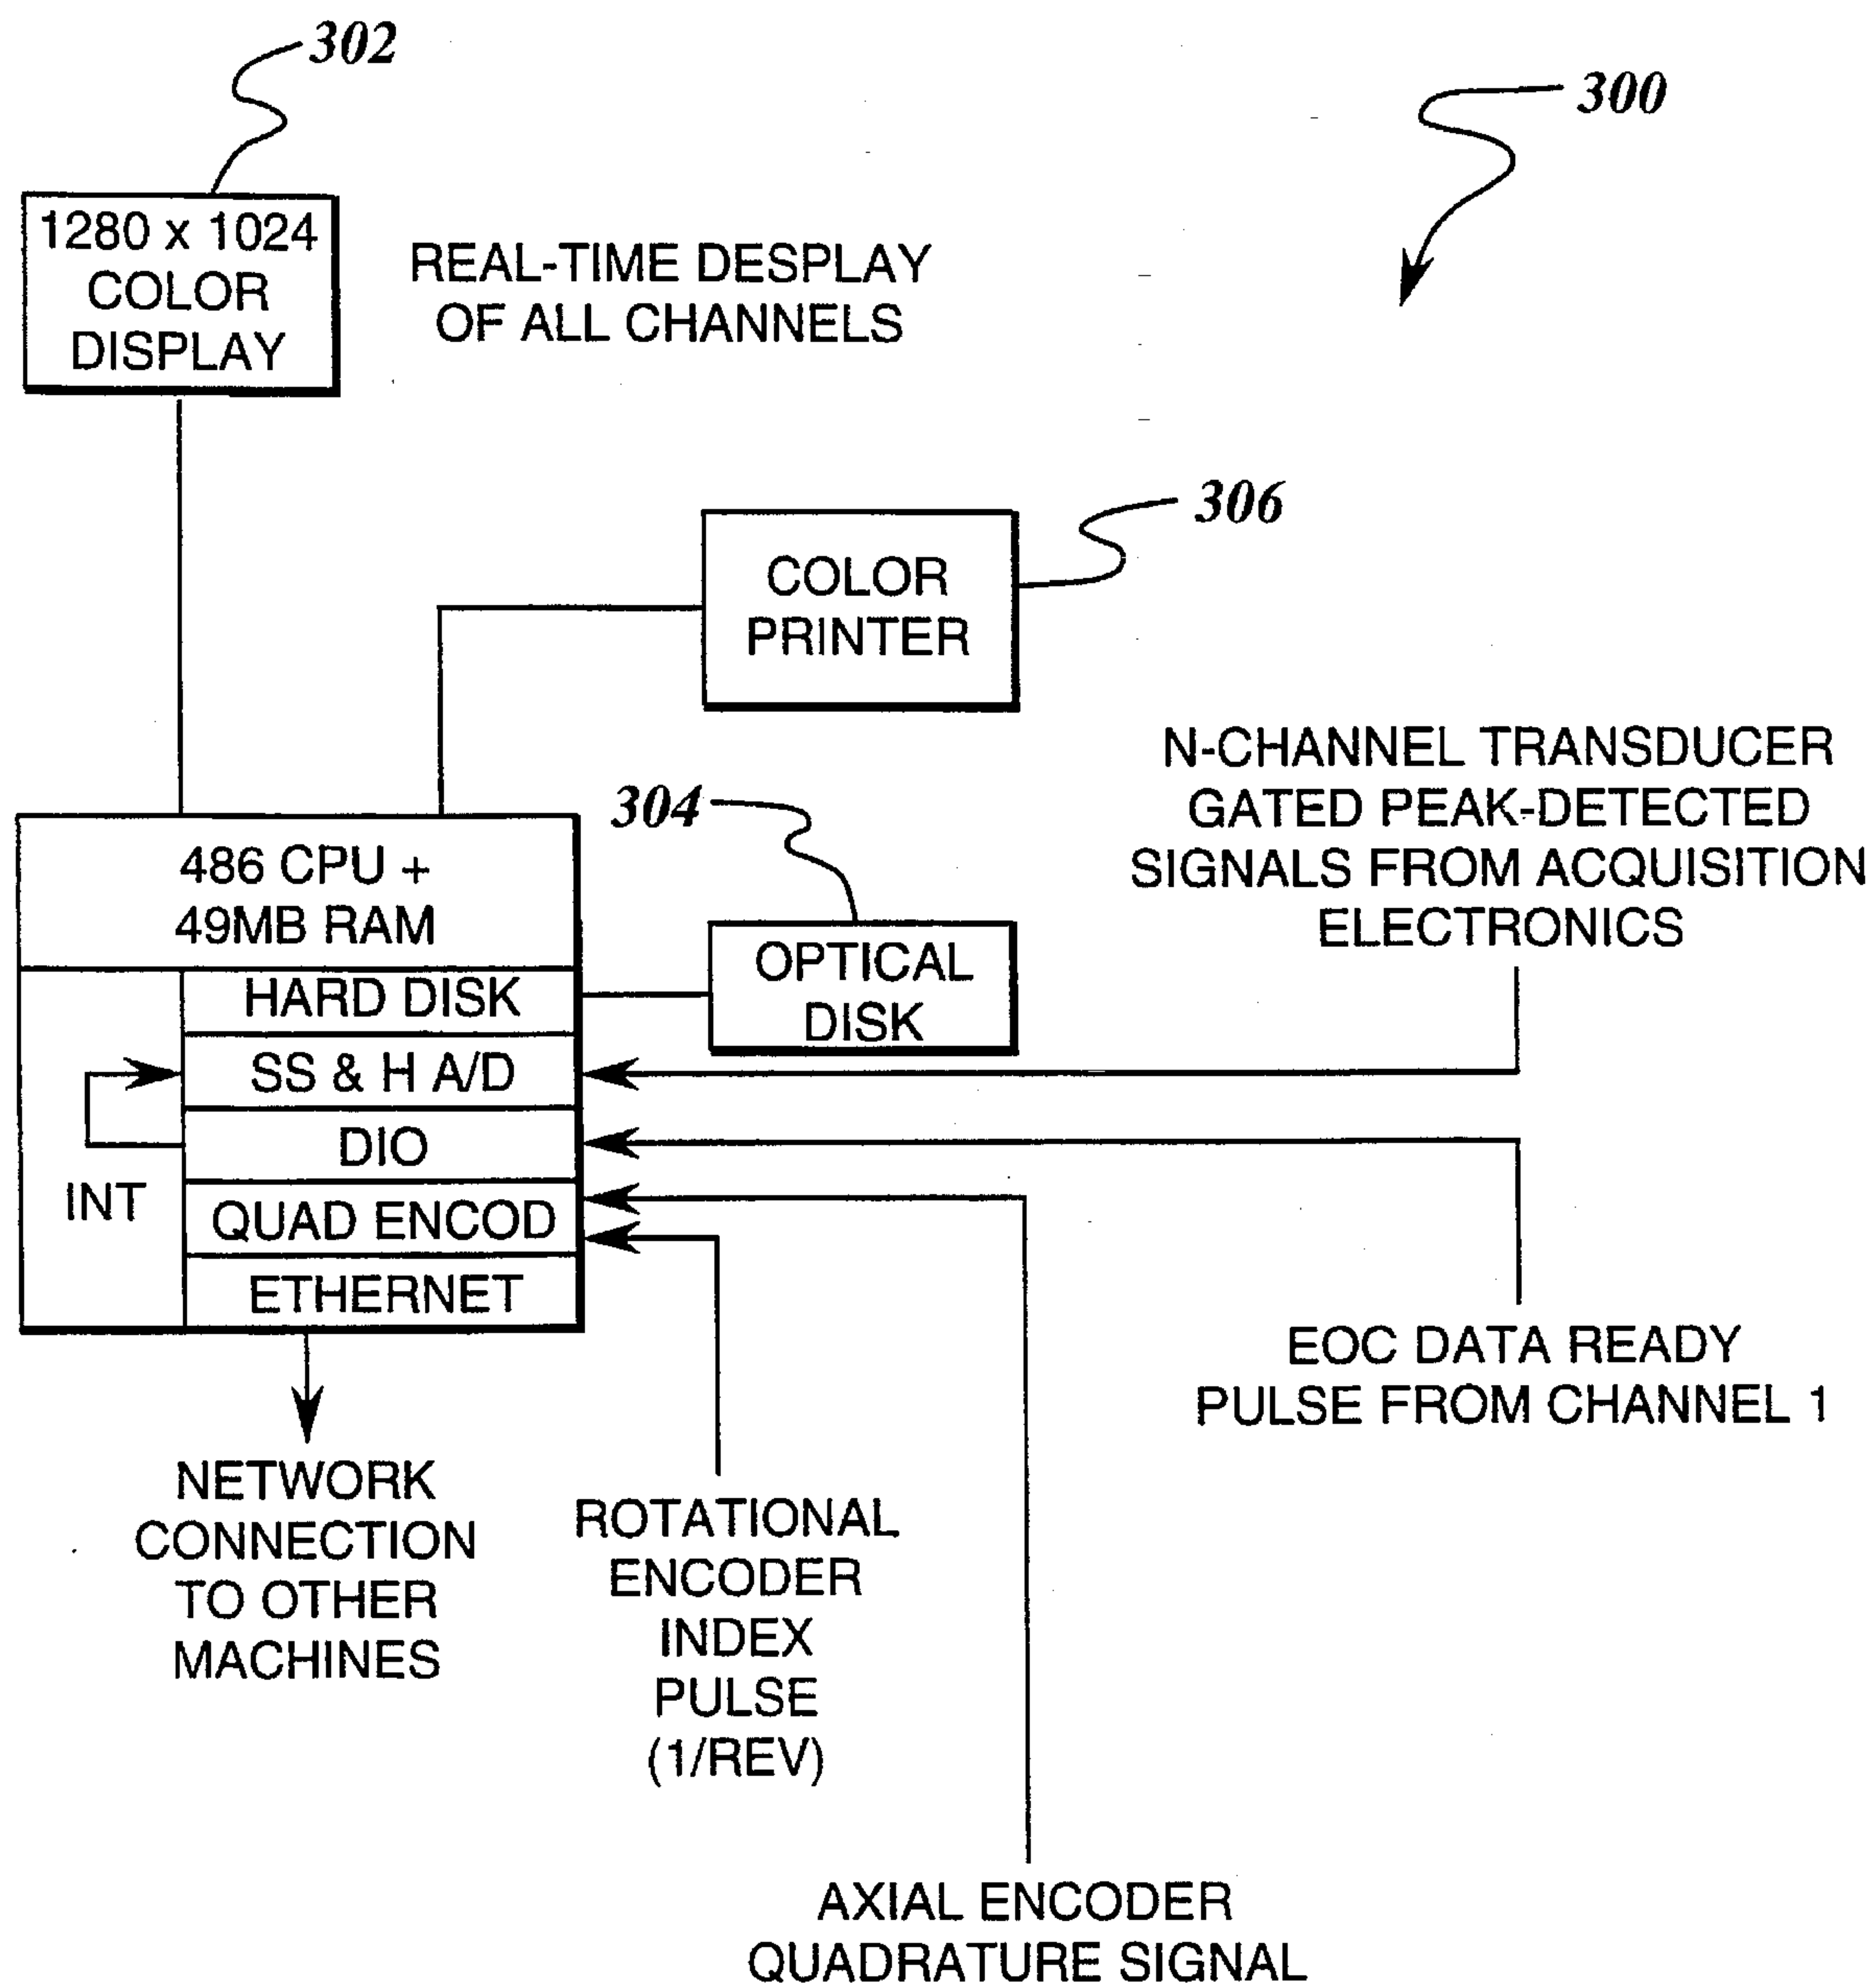 302
300
1280 x 1024
COLOR
DISPLAY
REAL-TIME DESPLAY
OF ALL CHANNELS
306
COLOR
PRINTER
N-CHANNEL TRANSDUCER
GATED PEAK-DETECTED
SIGNALS FROM ACQUISITION
ELECTRONICS
304
486 CPU +
49MB RAM
OPTICAL
DISK
HARD DISK
SS & H A/D
DIO
INT
QUAD ENCOD
ETHERNET
EOC DATA READY
PULSE FROM CHANNEL 1
NETWORK
CONNECTION
TO OTHER
MACHINES
ROTATIONAL
ENCODER
INDEX
PULSE
(1/REV)
AXIAL ENCODER
QUADRATURE SIGNAL